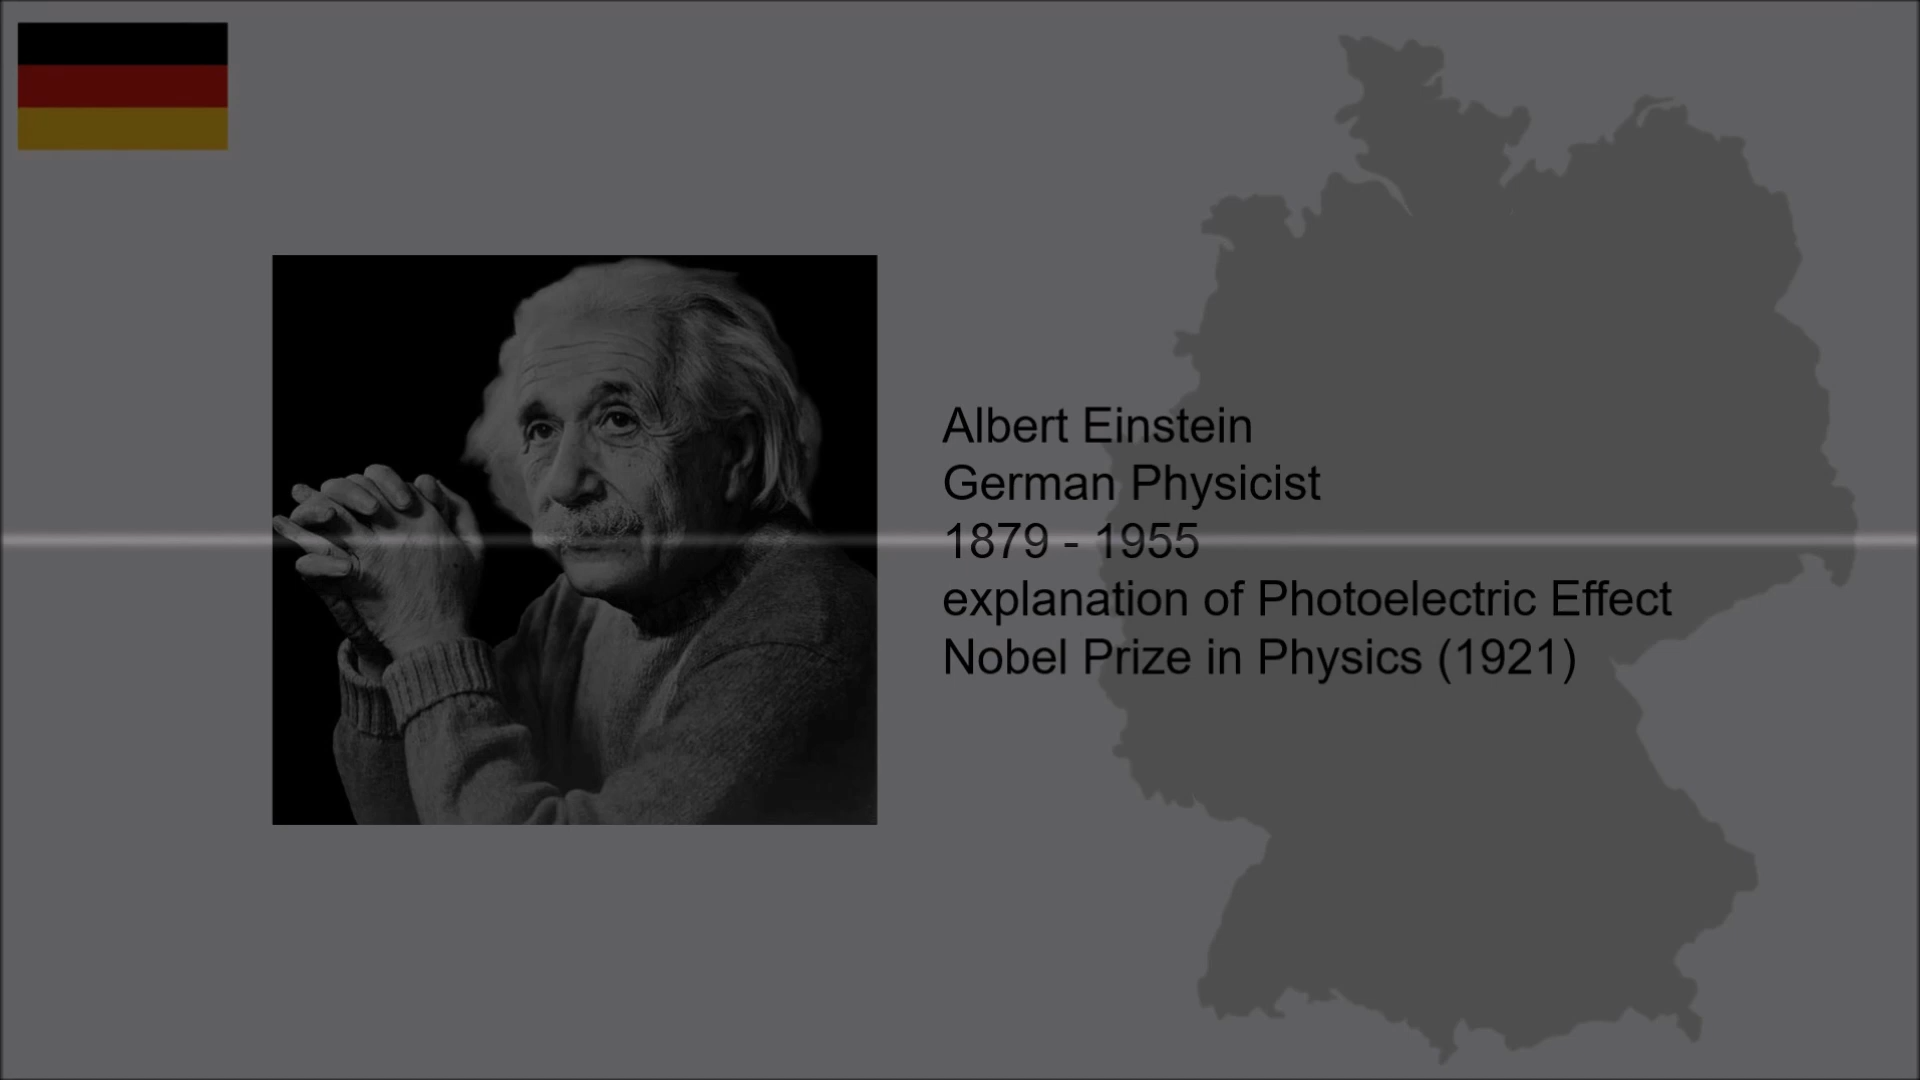 Albert Einstein
German Physicist
1879 - 1955
explanation of Photoelectric Effect
Nobel Prize in Physics (1921)